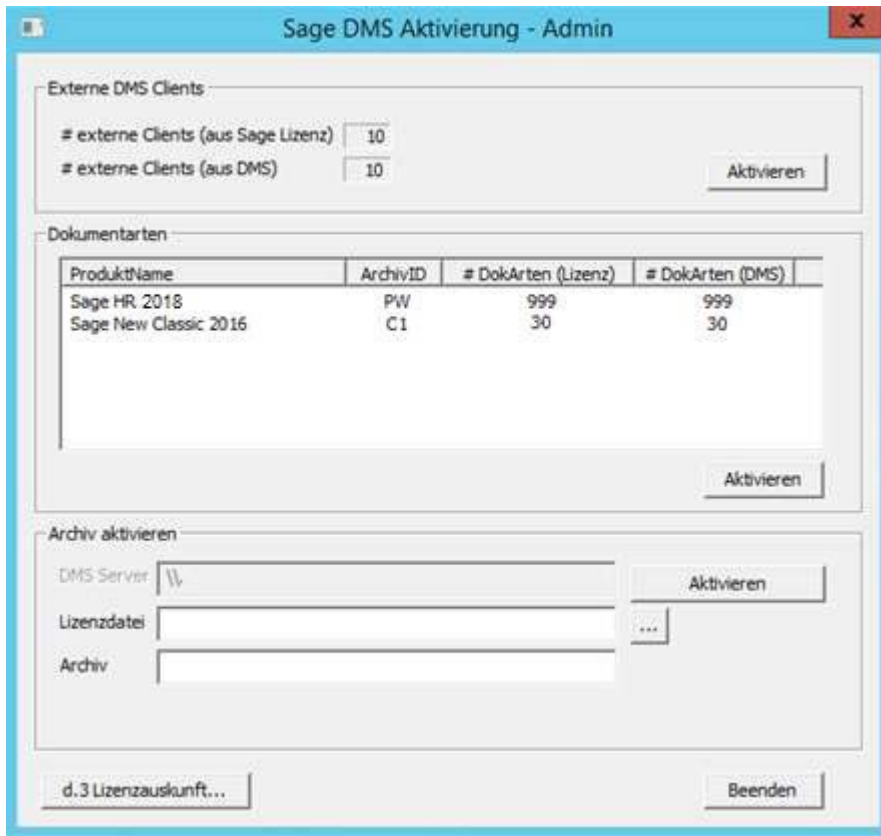 Sage DMS Aktivierung - Admin
x
Externe DMS Clients
# externe Clients (aus Sage Lizenz) 10
# externe Clients (aus DMS) 10
Aktivieren
Dokumentarten
ProduktName ArchivID # DokArten (Lizenz) # DokArten (DMS)
Sage HR 2018 PW 999 999
Sage New Classic 2016 C1 30 30
Aktivieren
Archiv aktivieren
DMS Server \\ Aktivieren
Lizenzdatei ...
Archiv
d.3 Lizenzauskunft... Beenden